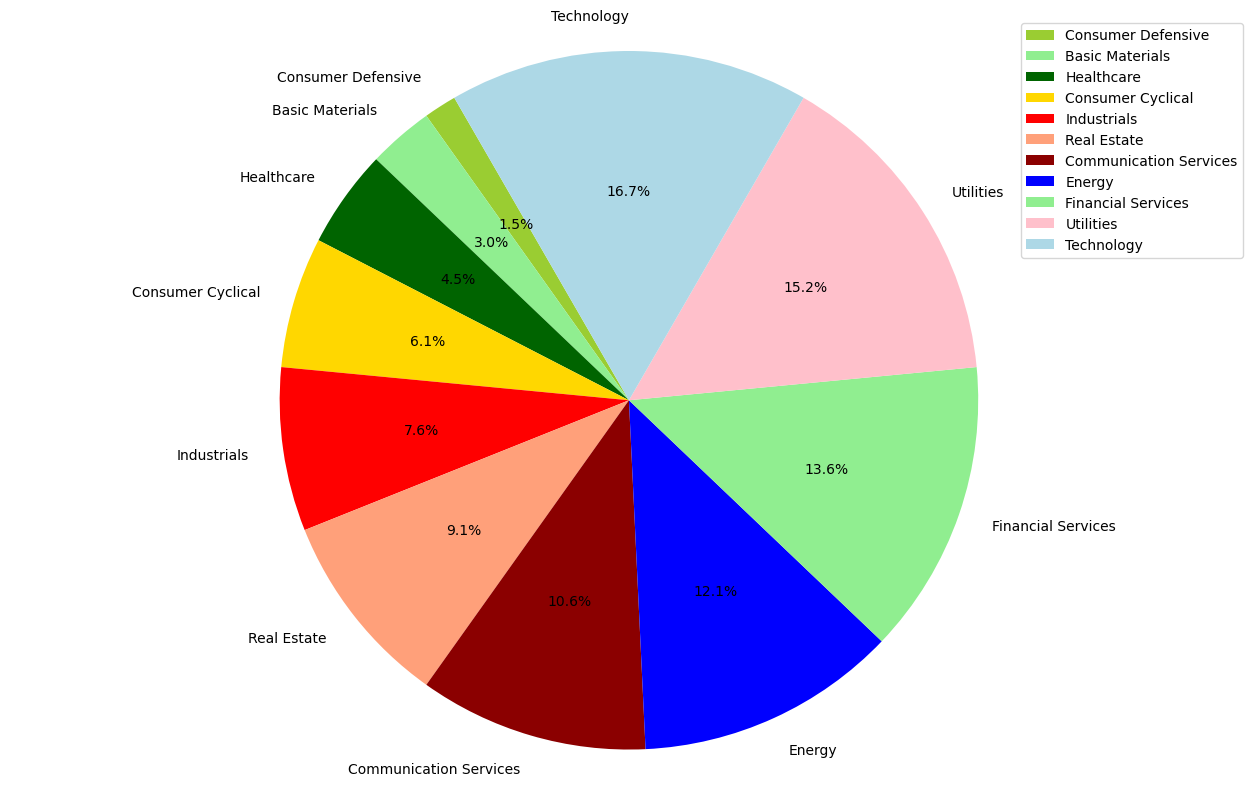 Technology
Consumer Defensive
Basic Materials
Healthcare
Consumer Cyclical
Industrials
Real Estate
Communication Services
Energy
Financial Services
Utilities
16.7%
1.5%
3.0%
4.5%
6.1%
7.6%
9.1%
10.6%
12.1%
13.6%
15.2%
Consumer Defensive
Basic Materials
Healthcare
Consumer Cyclical
Industrials
Real Estate
Communication Services
Energy
Financial Services
Utilities
Technology